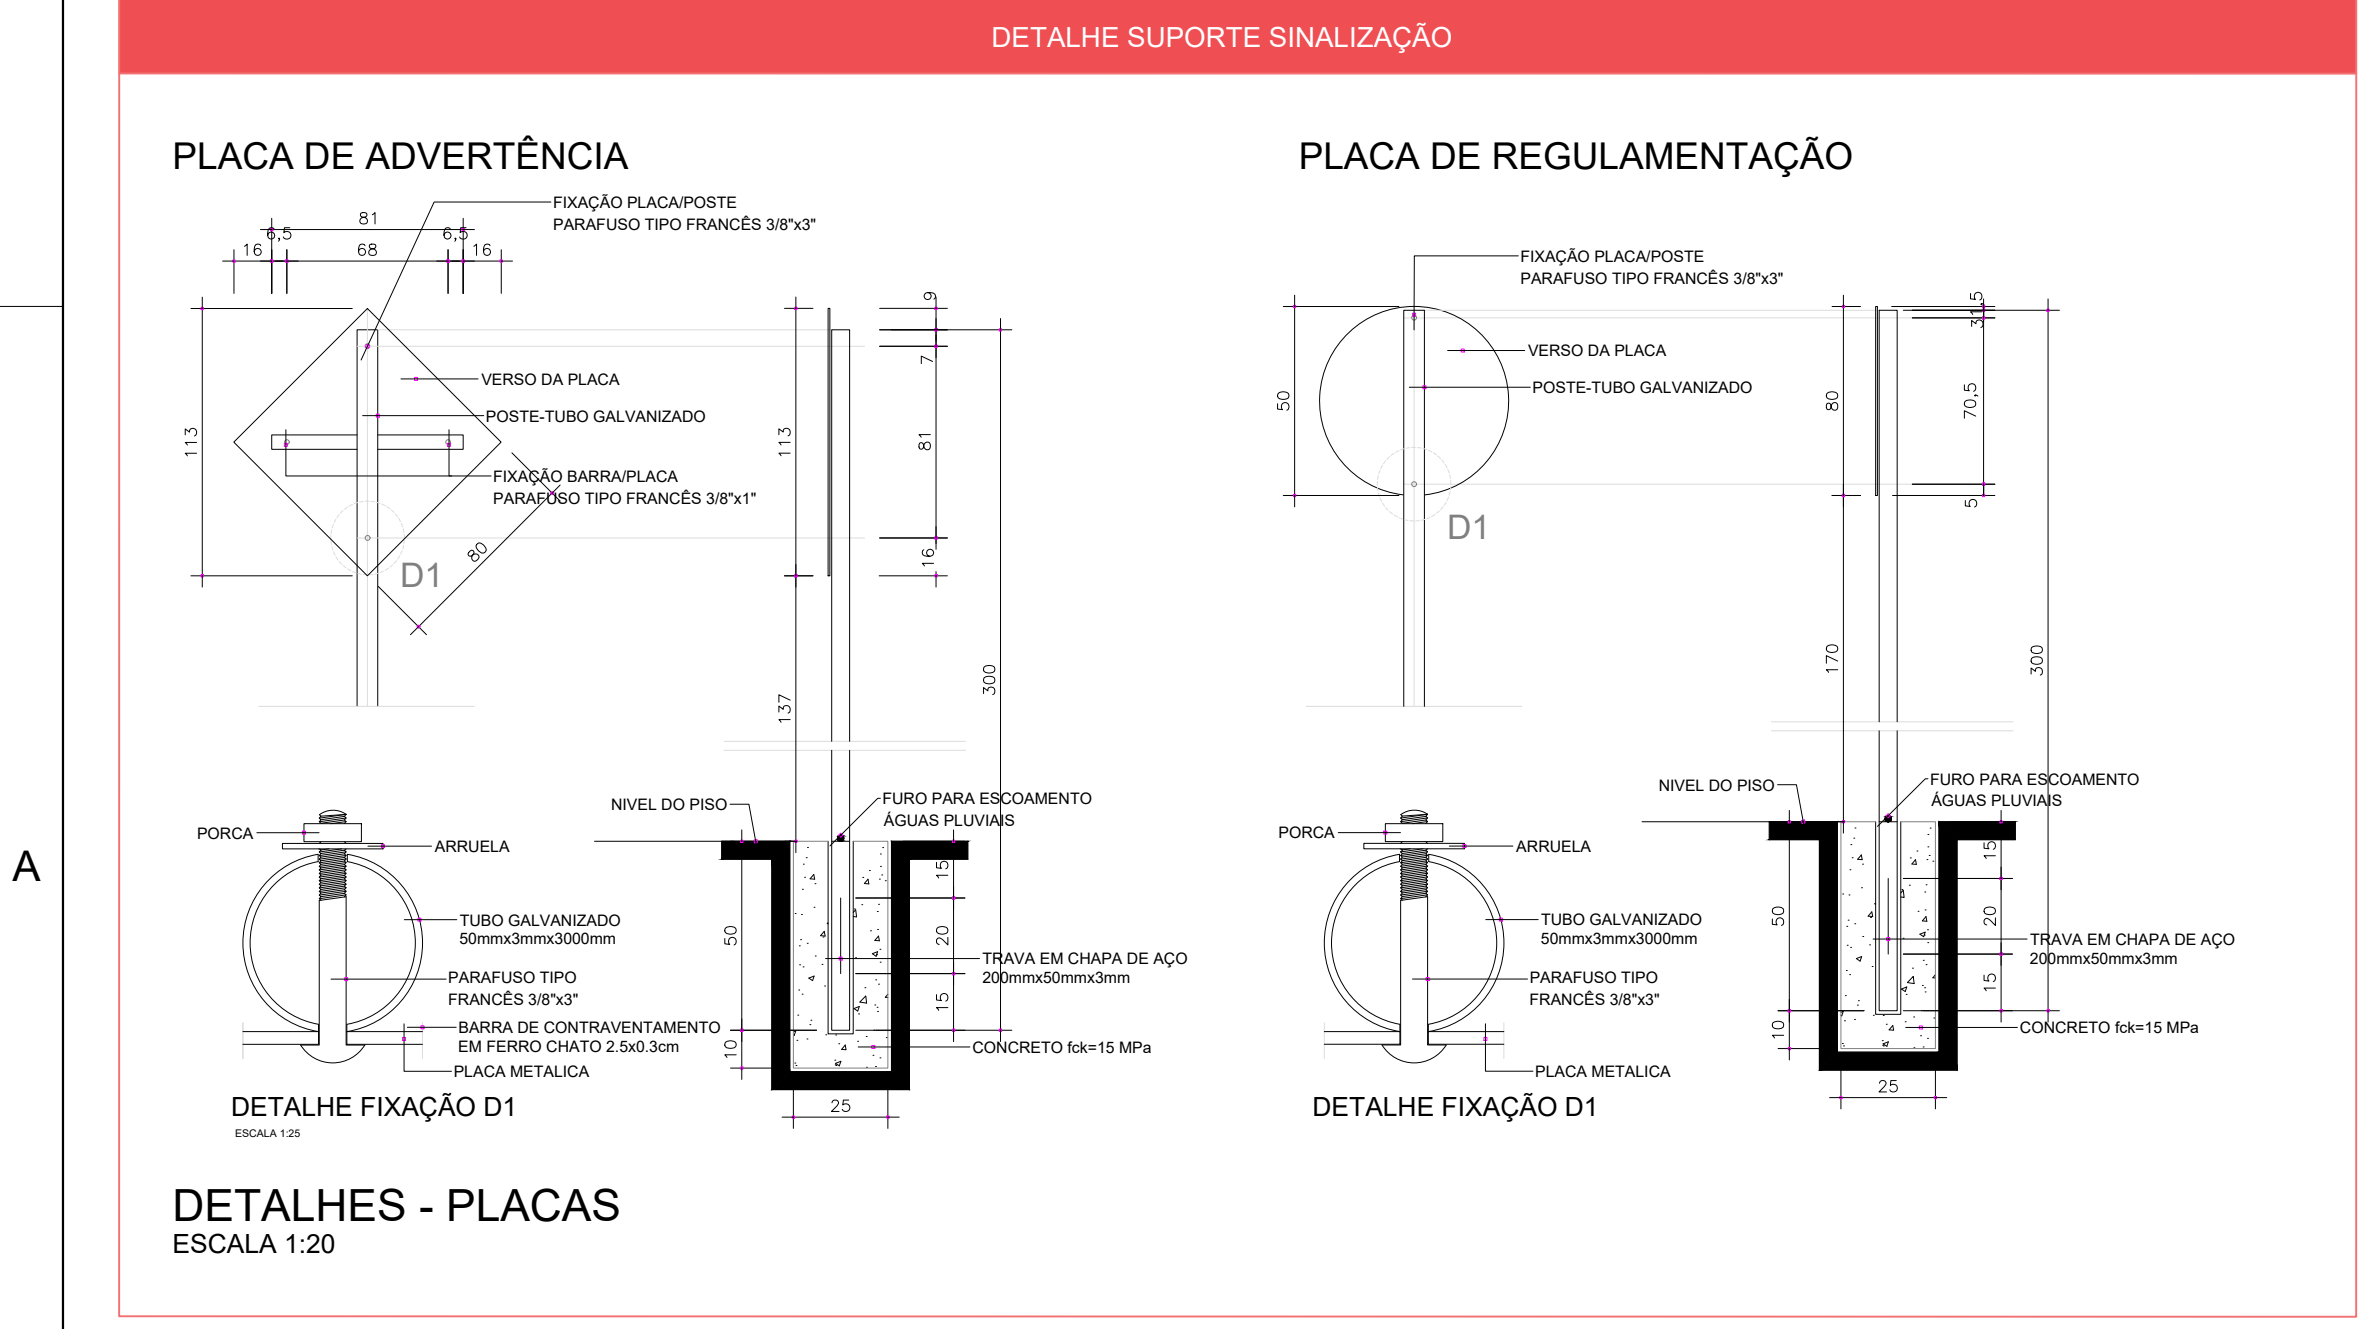 DETALHE SUPORTE SINALIZAÇÃO
PLACA DE ADVERTÊNCIA
FIXAÇÃO PLACA/POSTE
PARAFUSO TIPO FRANCÊS 3/8"x3"
81
6,5
6,5
16
68
16
9
7
81
16
113
113
VERSO DA PLACA
POSTE-TUBO GALVANIZADO
FIXAÇÃO BARRA/PLACA
PARAFUSO TIPO FRANCÊS 3/8"x1"
80
D1
137
300
NIVEL DO PISO
FURO PARA ESCOAMENTO
ÁGUAS PLUVIAIS
PORCA
ARRUELA
TUBO GALVANIZADO
50mmx3mmx3000mm
PARAFUSO TIPO
FRANCÊS 3/8"x3"
BARRA DE CONTRAVENTAMENTO
EM FERRO CHATO 2.5x0.3cm
PLACA METALICA
50
10
15
20
15
TRAVA EM CHAPA DE AÇO
200mmx50mmx3mm
CONCRETO fck=15 MPa
25
DETALHE FIXAÇÃO D1
ESCALA 1:25
PLACA DE REGULAMENTAÇÃO
FIXAÇÃO PLACA/POSTE
PARAFUSO TIPO FRANCÊS 3/8"x3"
VERSO DA PLACA
POSTE-TUBO GALVANIZADO
50
D1
80
70,5
5
170
300
NIVEL DO PISO
FURO PARA ESCOAMENTO
ÁGUAS PLUVIAIS
PORCA
ARRUELA
TUBO GALVANIZADO
50mmx3mmx3000mm
PARAFUSO TIPO
FRANCÊS 3/8"x3"
PLACA METALICA
50
10
15
20
15
TRAVA EM CHAPA DE AÇO
200mmx50mmx3mm
CONCRETO fck=15 MPa
25
DETALHE FIXAÇÃO D1
A
DETALHES - PLACAS
ESCALA 1:20